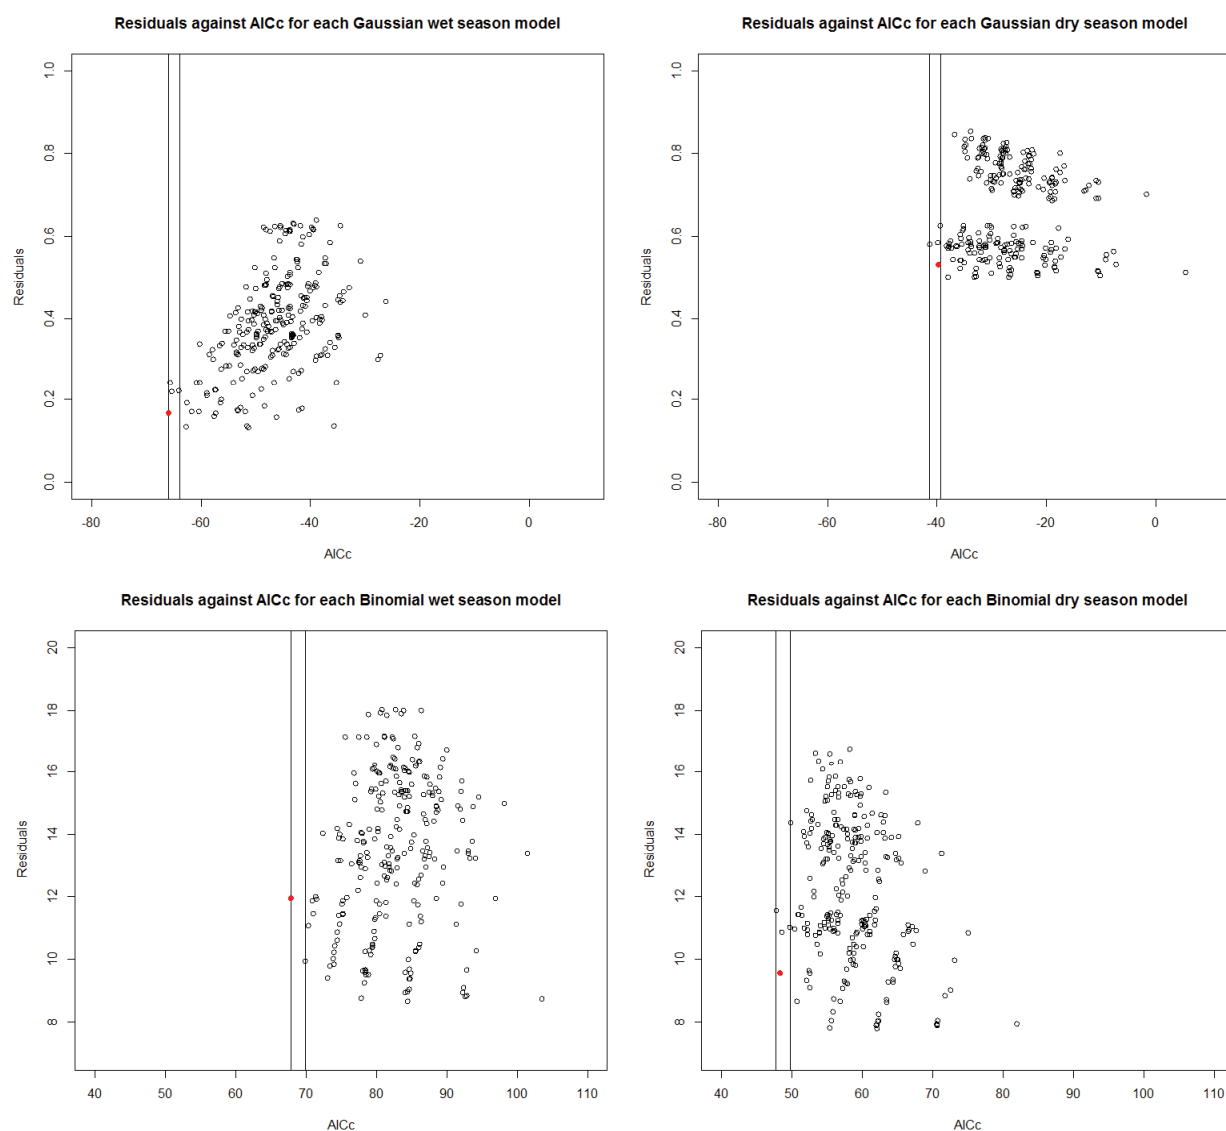 Residuals against AICc for each Gaussian wet season model
Residuals
1.0
0.8
0.6
0.4
0.2
0.0
-80 -60 -40 -20 0
AICc
Residuals against AICc for each Gaussian dry season model
Residuals
1.0
0.8
0.6
0.4
0.2
0.0
-80 -60 -40 -20 0
AICc
Residuals against AICc for each Binomial wet season model
Residuals
20
18
16
14
12
10
8
40 50 60 70 80 90 100 110
AICc
Residuals against AICc for each Binomial dry season model
Residuals
20
18
16
14
12
10
8
40 50 60 70 80 90 100 110
AICc